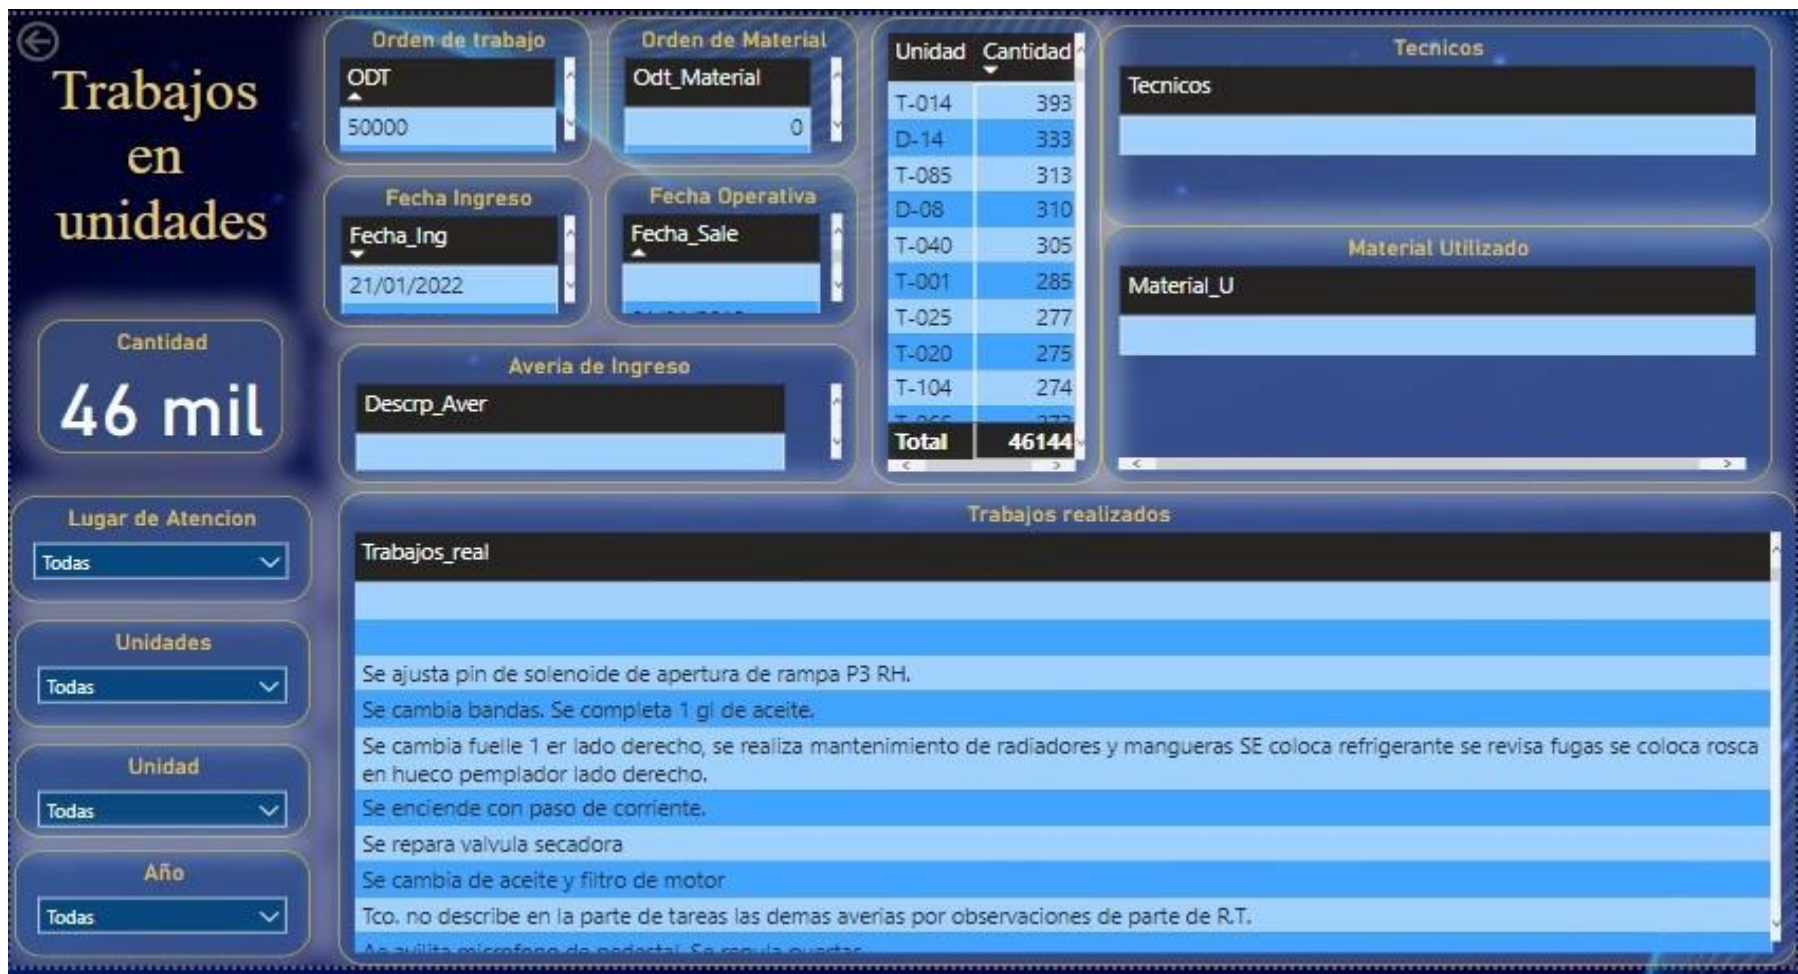 Trabajos
en
unidades
Cantidad
46 mil
Lugar de Atencion
Todas
Unidades
Todas
Unidad
Todas
Año
Todas
Orden de trabajo
ODT
50000
Orden de Material
Odt_Material
0
Fecha Ingreso
Fecha_Ing
21/01/2022
Fecha Operativa
Fecha_Sale
Averia de Ingreso
Descrp_Aver
Unidad Cantidad
T-014 393
D-14 333
T-085 313
D-08 310
T-040 305
T-001 285
T-025 277
T-020 275
T-104 274
Total 46144
Tecnicos
Tecnicos
Material Utilizado
Material_U
Trabajos realizados
Trabajos_real
Se ajusta pin de solenoide de apertura de rampa P3 RH.
Se cambia bandas. Se completa 1 gl de aceite.
Se cambia fuelle 1 er lado derecho, se realiza mantenimiento de radiadores y mangueras SE coloca refrigerante se revisa fugas se coloca rosca
en hueco pemplador lado derecho.
Se enciende con paso de corriente.
Se repara valvula secadora
Se cambia de aceite y filtro de motor
Tco. no describe en la parte de tareas las demas averias por observaciones de parte de R.T.